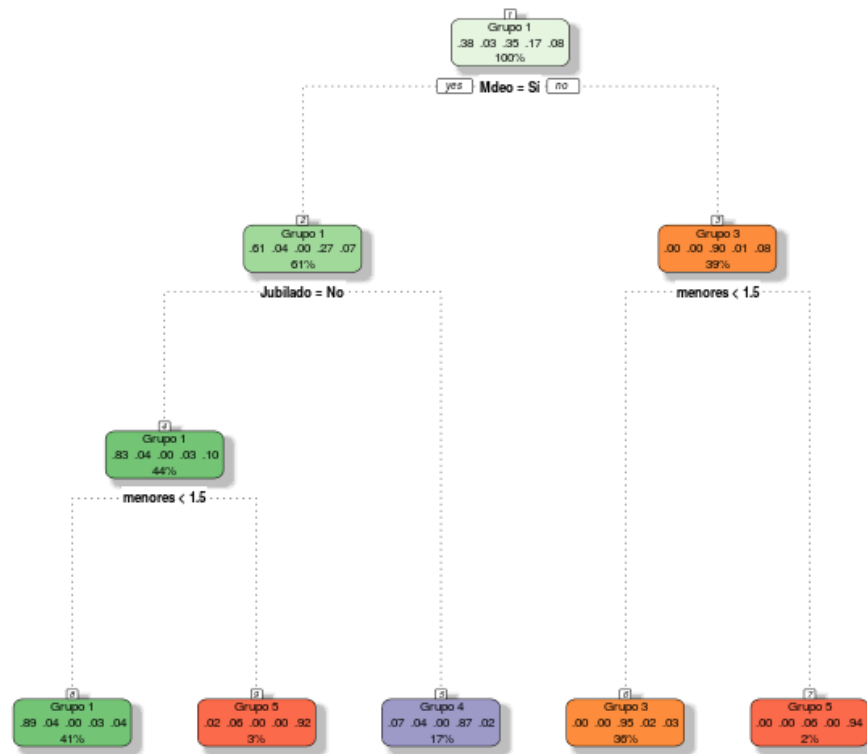 1
Grupo 1
.38 .03 .35 .17 .08
100%
yes Mdeo = Sí no
2
Grupo 1
.61 .04 .00 .27 .07
61%
3
Grupo 3
.00 .00 .90 .01 .08
39%
Jubilado = No
menores < 1.5
4
Grupo 1
.83 .04 .00 .03 .10
44%
menores < 1.5
8
Grupo 1
.89 .04 .00 .03 .04
41%
9
Grupo 5
.02 .06 .00 .00 .92
3%
5
Grupo 4
.07 .04 .00 .87 .02
17%
6
Grupo 3
.00 .00 .95 .02 .03
36%
7
Grupo 5
.00 .00 .06 .00 .94
2%